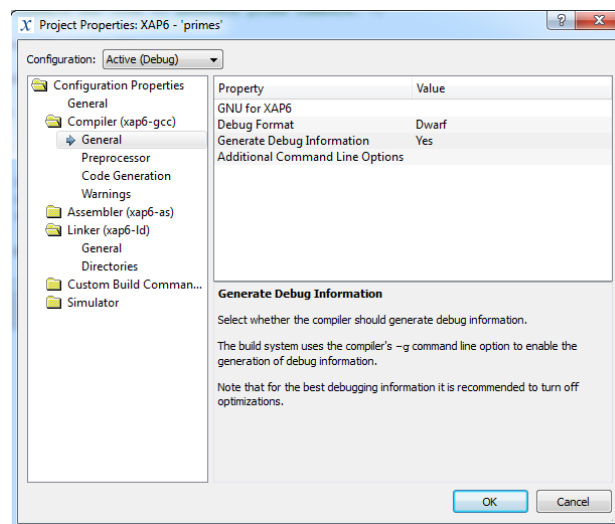 X Project Properties: XAP6 - 'primes'
Configuration: Active (Debug)
Configuration Properties
General
Compiler (xap6-gcc)
General
Preprocessor
Code Generation
Warnings
Assembler (xap6-as)
Linker (xap6-ld)
General
Directories
Custom Build Comman...
Simulator
Property Value
GNU for XAP6
Debug Format Dwarf
Generate Debug Information Yes
Additional Command Line Options
Generate Debug Information
Select whether the compiler should generate debug information.
The build system uses the compiler's -g command line option to enable the
generation of debug information.
Note that for the best debugging information it is recommended to turn off
optimizations.
OK Cancel